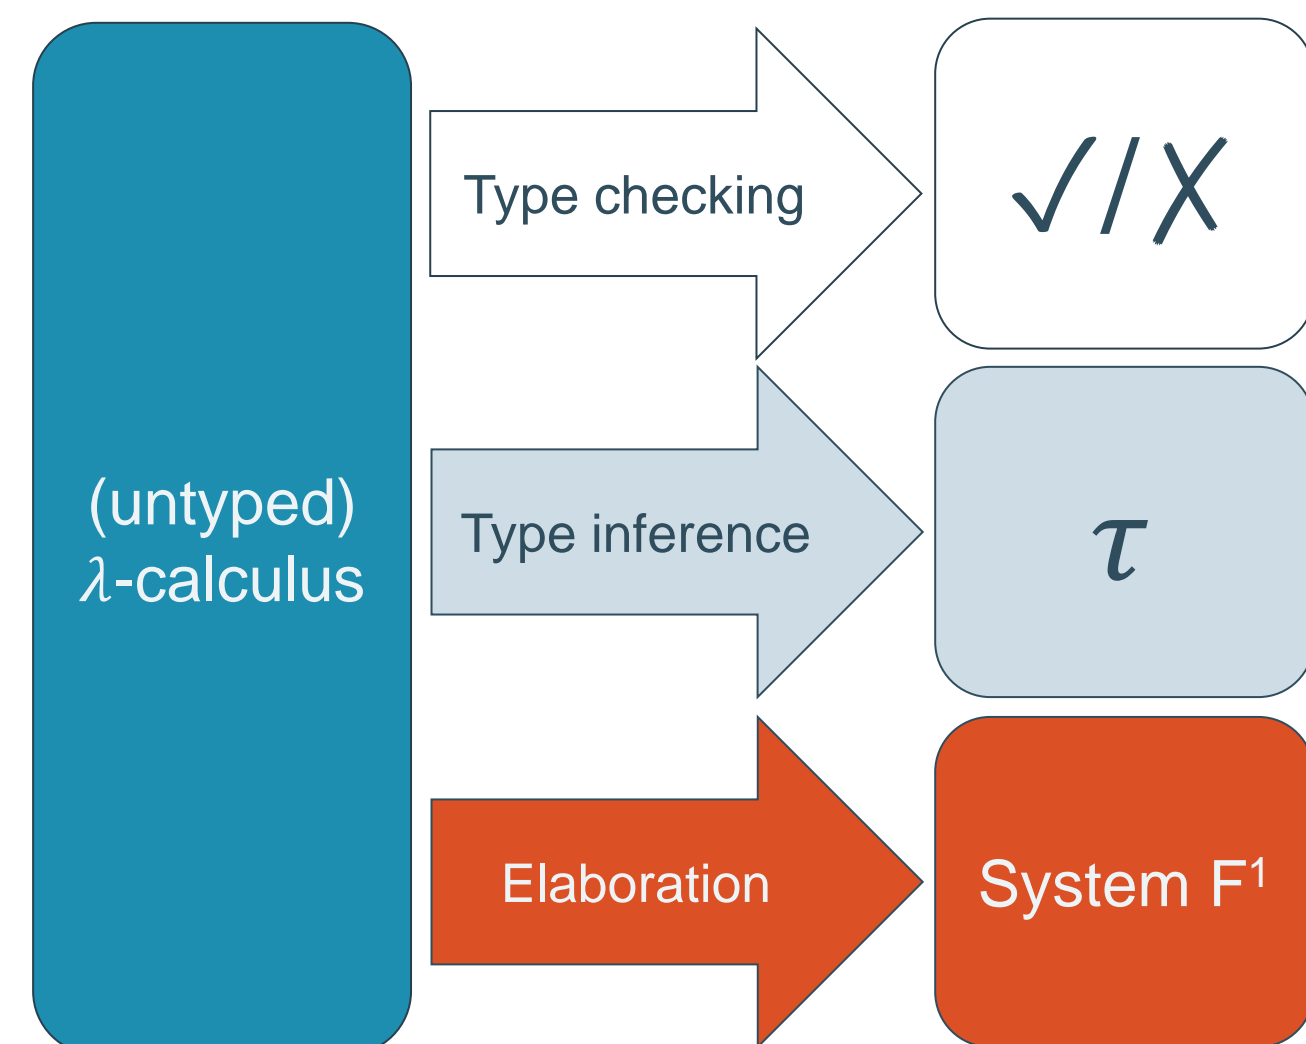 (untyped)
λ-calculus
Type checking
✓/✗
Type inference
τ
Elaboration
System F¹